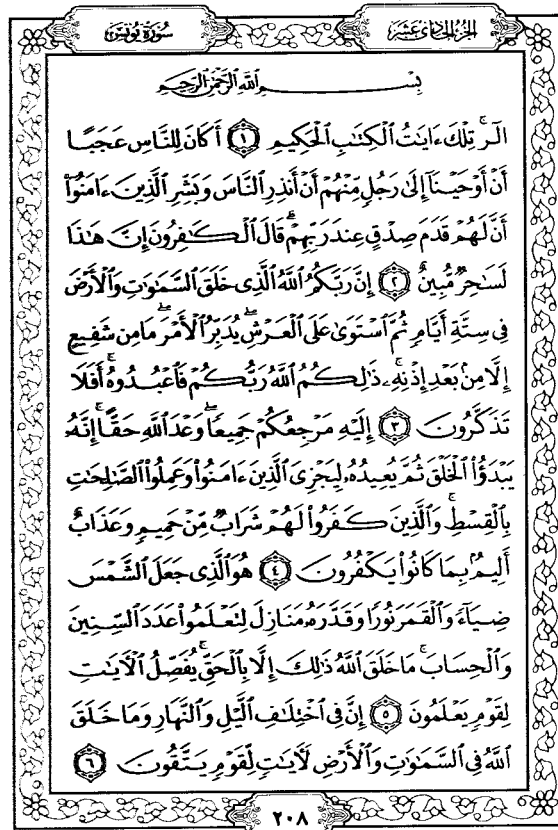 سُورَةُ يُونُسَ
الجُزْءُ الحَادِي عَشَرَ
بِسْمِ اللَّهِ الرَّحْمَٰنِ الرَّحِيمِ
الٓرۚ تِلْكَ ءَايَٰتُ ٱلْكِتَٰبِ ٱلْحَكِيمِ ۝١ أَكَانَ لِلنَّاسِ عَجَبًا
أَنْ أَوْحَيْنَآ إِلَىٰ رَجُلٍ مِّنْهُمْ أَنْ أَنذِرِ ٱلنَّاسَ وَبَشِّرِ ٱلَّذِينَ ءَامَنُوٓا۟
أَنَّ لَهُمْ قَدَمَ صِدْقٍ عِندَ رَبِّهِمْۗ قَالَ ٱلْكَٰفِرُونَ إِنَّ هَٰذَا
لَسَٰحِرٌ مُّبِينٌ ۝٢ إِنَّ رَبَّكُمُ ٱللَّهُ ٱلَّذِى خَلَقَ ٱلسَّمَٰوَٰتِ وَٱلْأَرْضَ
فِى سِتَّةِ أَيَّامٍ ثُمَّ ٱسْتَوَىٰ عَلَى ٱلْعَرْشِۖ يُدَبِّرُ ٱلْأَمْرَۖ مَا مِن شَفِيعٍ
إِلَّا مِنۢ بَعْدِ إِذْنِهِۦۚ ذَٰلِكُمُ ٱللَّهُ رَبُّكُمْ فَٱعْبُدُوهُۚ أَفَلَا
تَذَكَّرُونَ ۝٣ إِلَيْهِ مَرْجِعُكُمْ جَمِيعًاۖ وَعْدَ ٱللَّهِ حَقًّاۚ إِنَّهُۥ
يَبْدَؤُا۟ ٱلْخَلْقَ ثُمَّ يُعِيدُهُۥ لِيَجْزِىَ ٱلَّذِينَ ءَامَنُوا۟ وَعَمِلُوا۟ ٱلصَّٰلِحَٰتِ
بِٱلْقِسْطِۚ وَٱلَّذِينَ كَفَرُوا۟ لَهُمْ شَرَابٌ مِّنْ حَمِيمٍ وَعَذَابٌ
أَلِيمٌۢ بِمَا كَانُوا۟ يَكْفُرُونَ ۝٤ هُوَ ٱلَّذِى جَعَلَ ٱلشَّمْسَ
ضِيَآءً وَٱلْقَمَرَ نُورًا وَقَدَّرَهُۥ مَنَازِلَ لِتَعْلَمُوا۟ عَدَدَ ٱلسِّنِينَ
وَٱلْحِسَابَۚ مَا خَلَقَ ٱللَّهُ ذَٰلِكَ إِلَّا بِٱلْحَقِّۚ يُفَصِّلُ ٱلْءَايَٰتِ
لِقَوْمٍ يَعْلَمُونَ ۝٥ إِنَّ فِى ٱخْتِلَٰفِ ٱلَّيْلِ وَٱلنَّهَارِ وَمَا خَلَقَ
ٱللَّهُ فِى ٱلسَّمَٰوَٰتِ وَٱلْأَرْضِ لَءَايَٰتٍ لِّقَوْمٍ يَتَّقُونَ ۝٦
٢٠٨